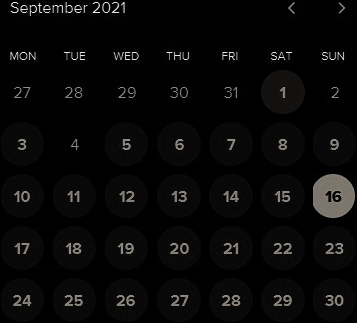 September 2021
MON TUE WED THU FRI SAT SUN
27 28 29 30 31 1 2
3 4 5 6 7 8 9
10 11 12 13 14 15 16
17 18 19 20 21 22 23
24 25 26 27 28 29 30